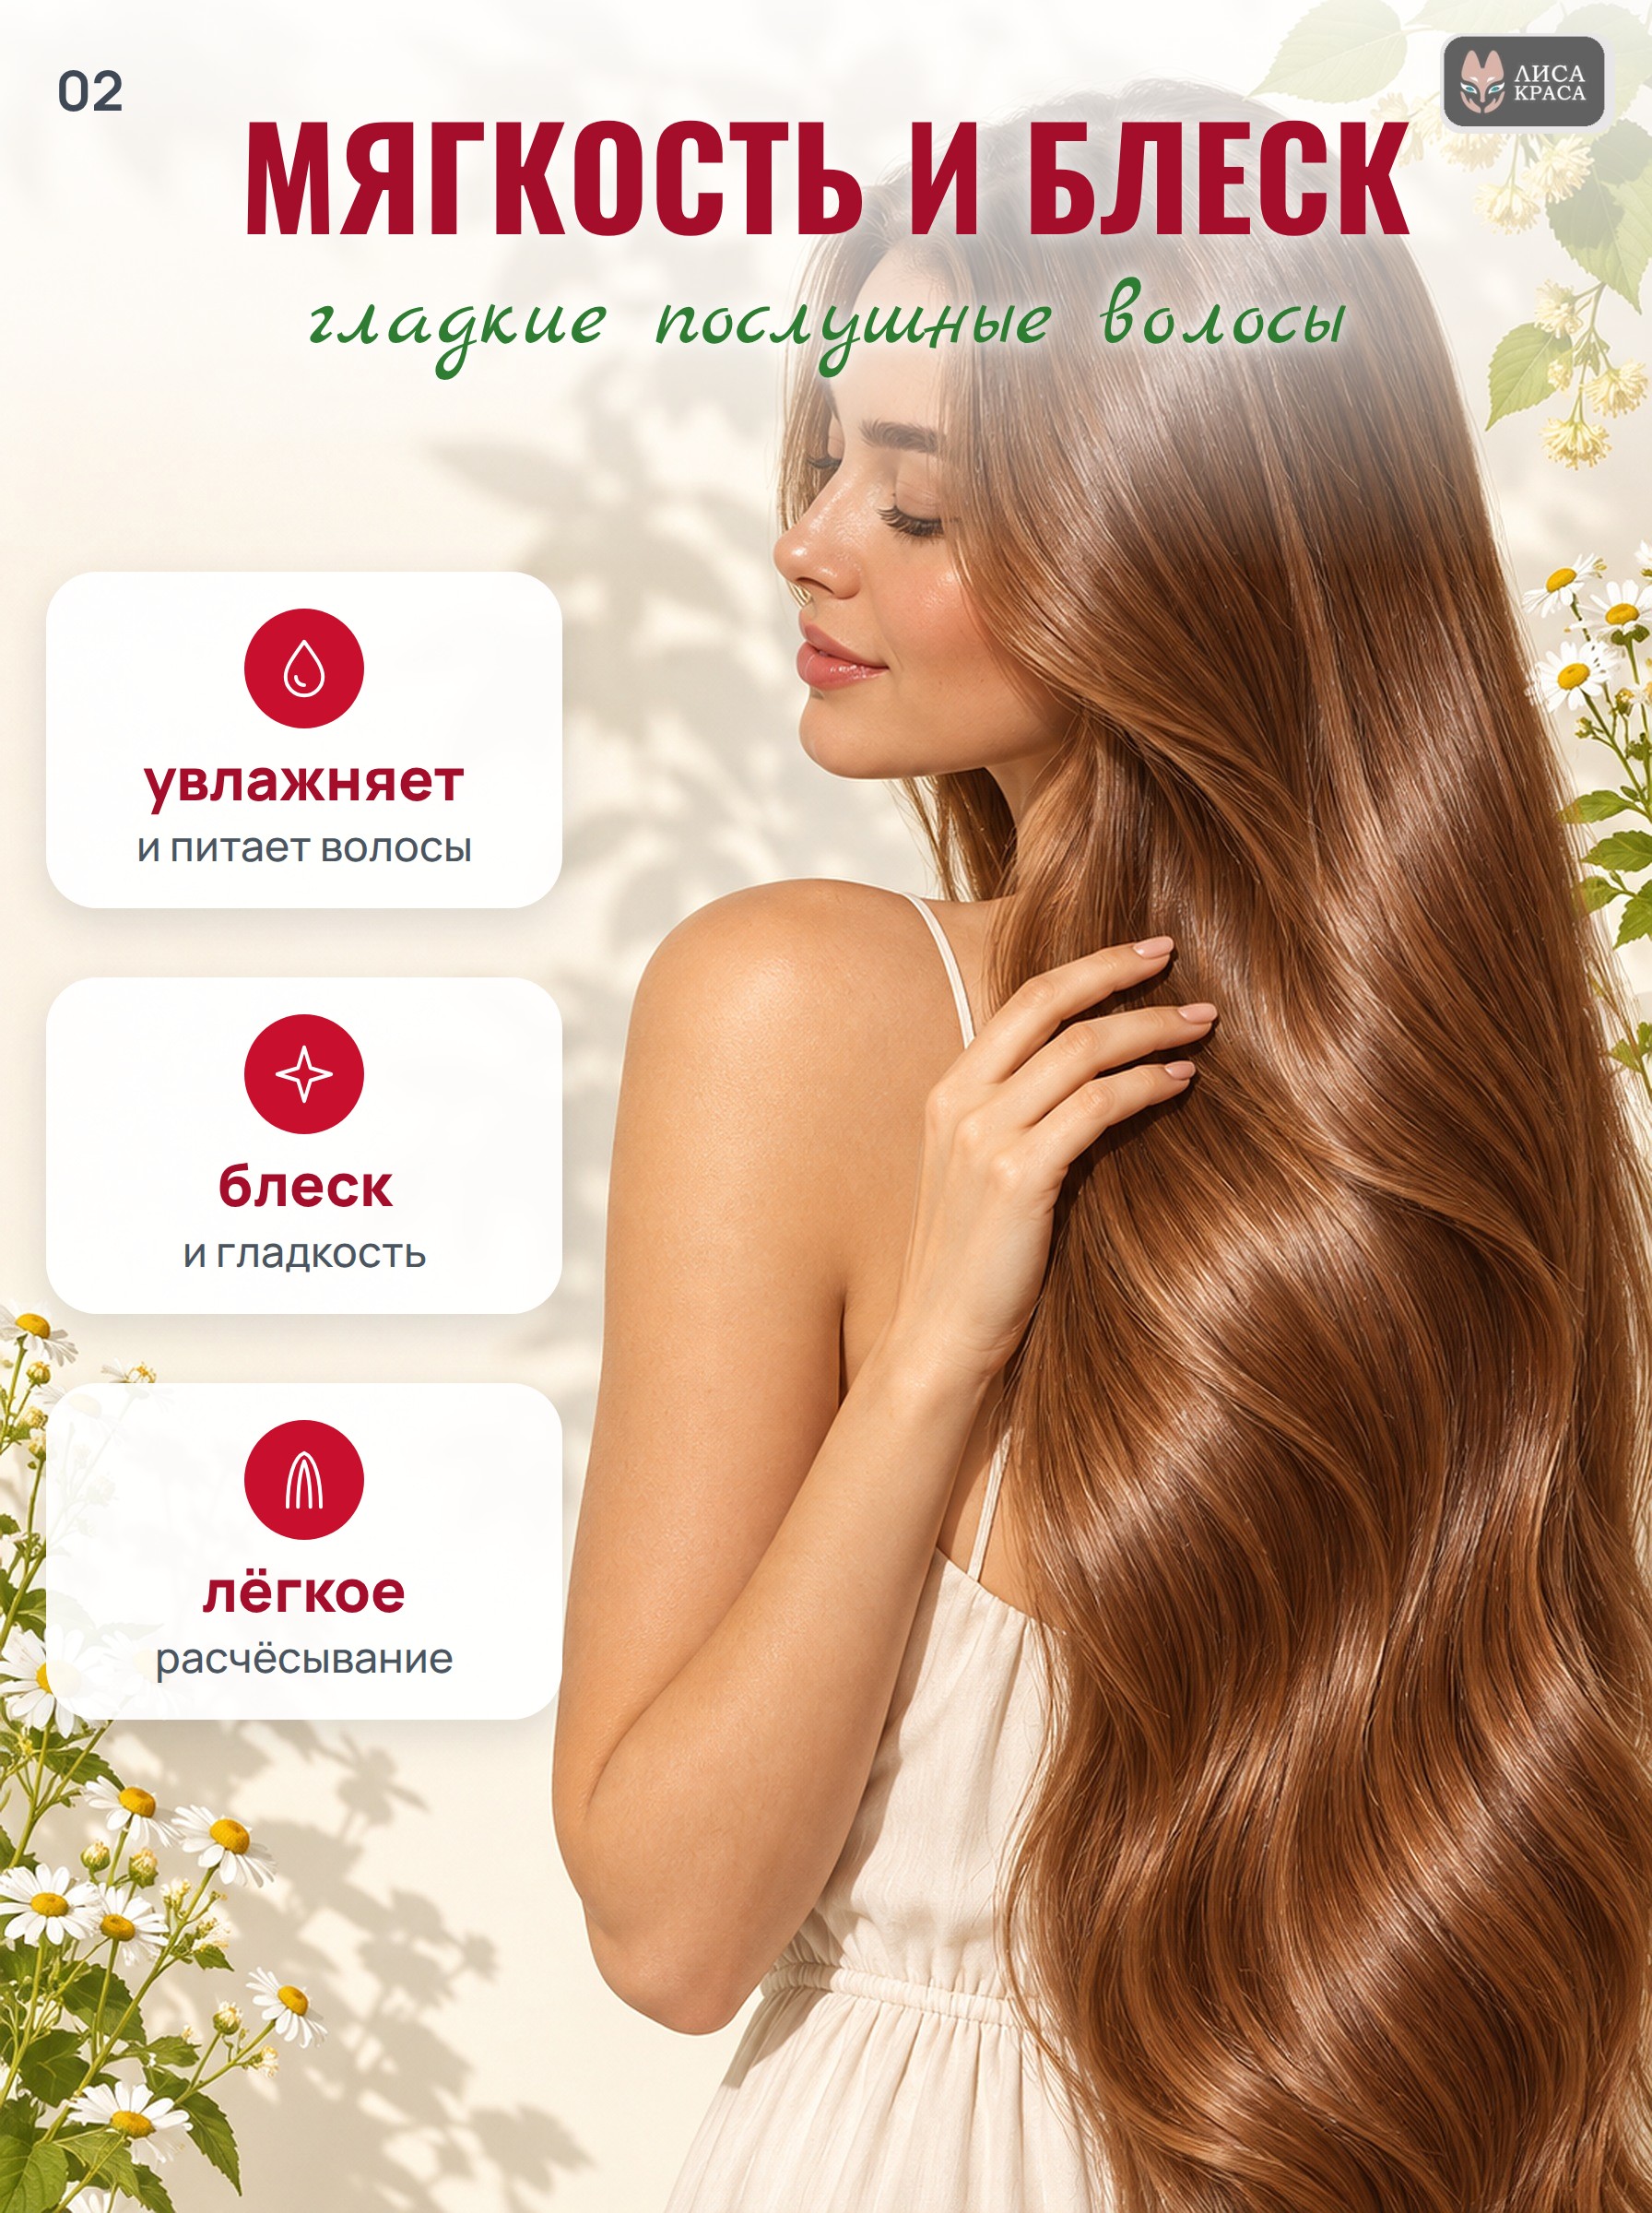 02
ЛИСА
КРАСА
МЯГКОСТЬ И БЛЕСК
гладкие послушные волосы
увлажняет
и питает волосы
блеск
и гладкость
лёгкое
расчёсывание